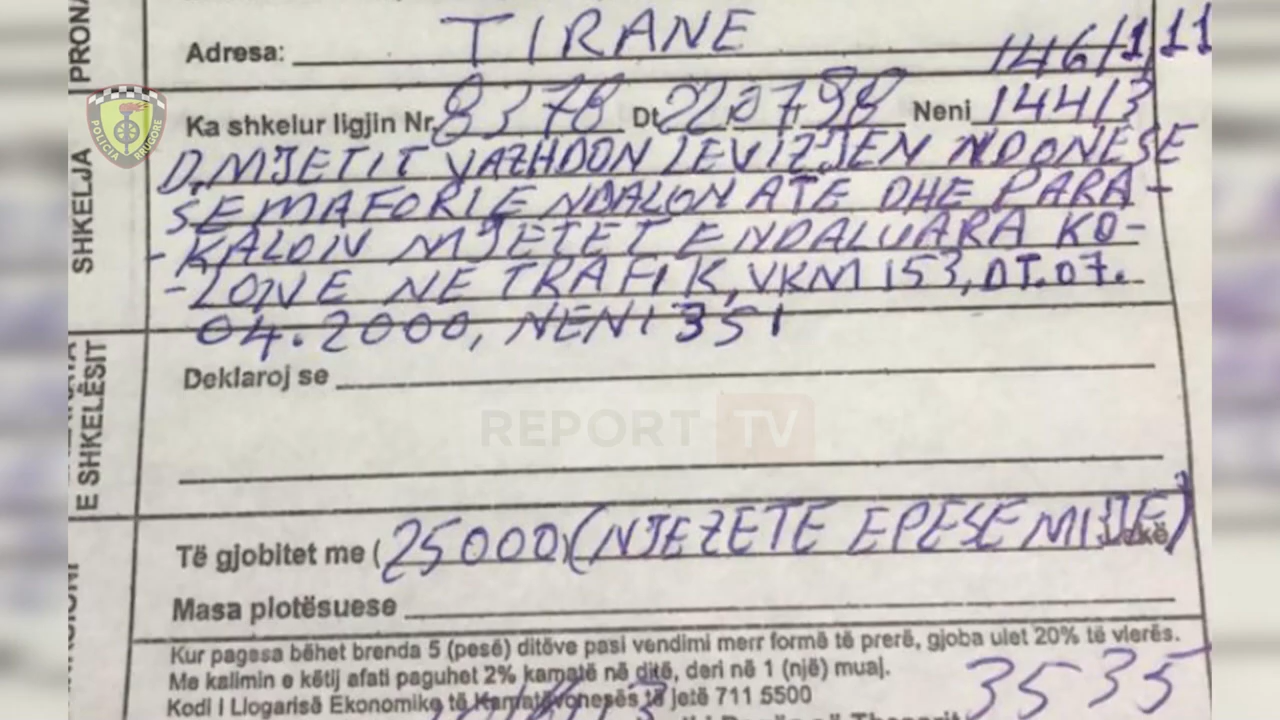 PRONA
Adresa: TIRANE
146/1,11
Ka shkelur ligjin Nr. 8378 Dt 22.07.98 Neni 144/3
SHKELJA
D.MJETIT VAZHDON LEVIZJEN NDONESE
SEMAFORI E NDALON ATE DHE PARA-
-KALON MJETET E NDALUARA KO-
-LONE NE TRAFIK, VKM 153, DT.07.
04.2000, NENI 351
POLICIA RRUGORE
E SHKELËSIT
Deklaroj se
REPORT TV
Të gjobitet me (25000 (NJEZETE EPESE MIJE)
Masa plotësuese
Kur pagesa bëhet brenda 5 (pesë) ditëve pasi vendimi merr formë të prerë, gjoba ulet 20% të vlerës.
Me kalimin e këtij afati paguhet 2% kamatë në ditë, deri në 1 (një) muaj.
Kodi i Llogarisë Ekonomike të Kamatëvonesës të jetë 711 5500
3535